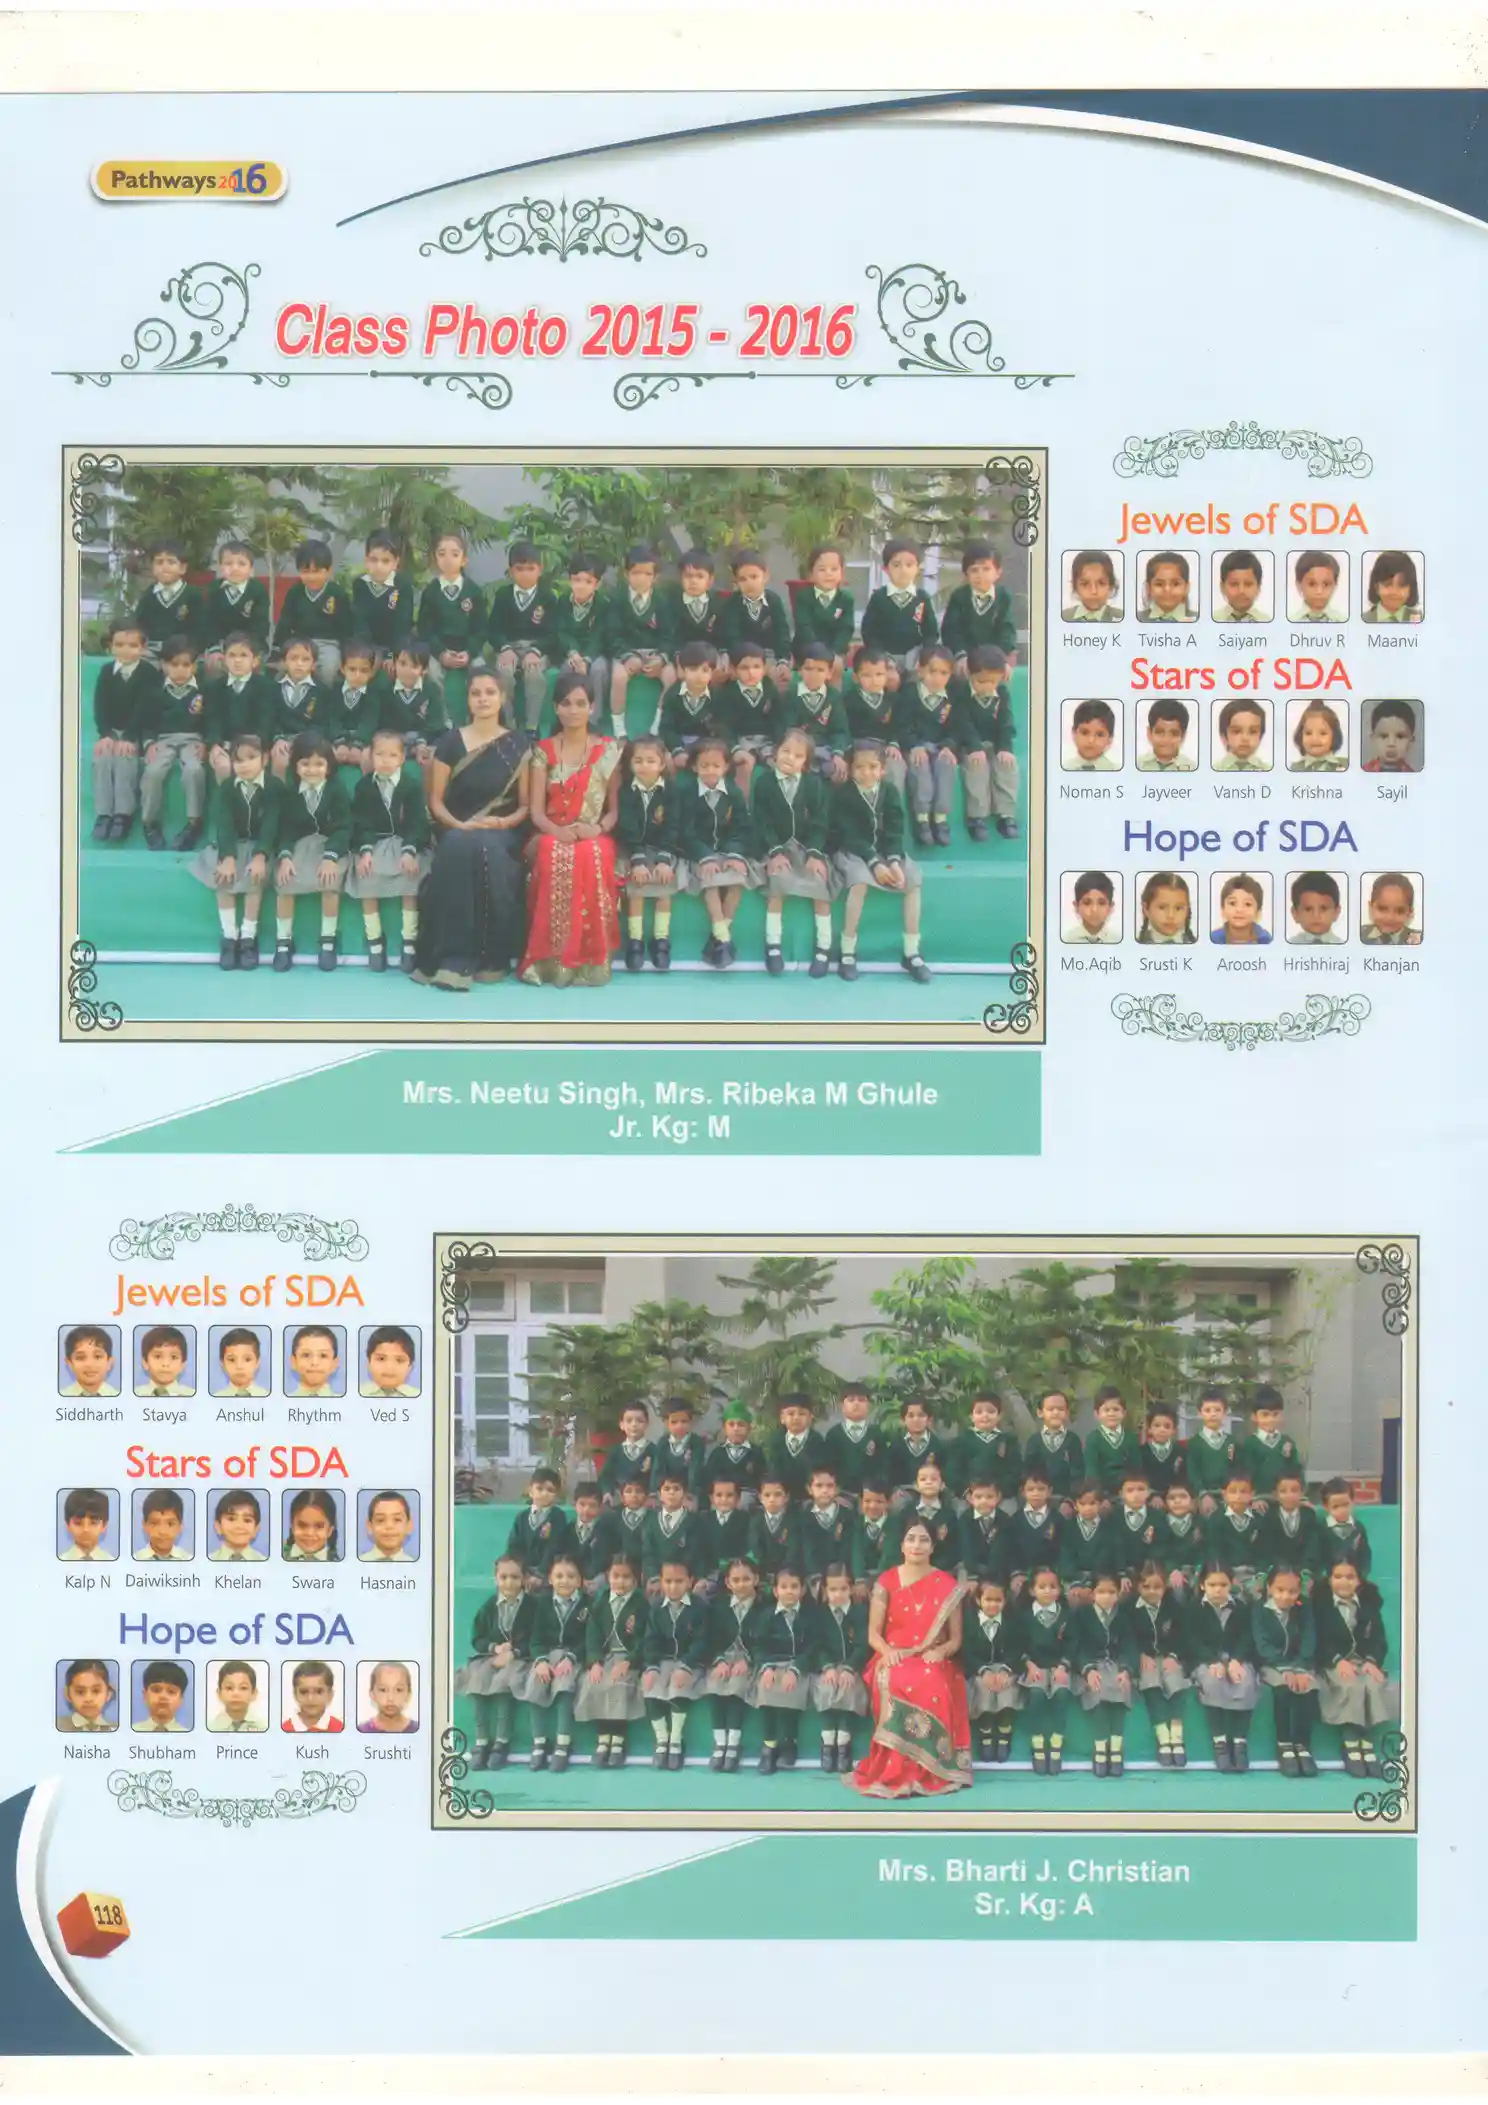 Pathways 2016
Class Photo 2015 - 2016
Jewels of SDA
Honey K Tvisha A Saiyam Dhruv R Maanvi
Stars of SDA
Noman S Jayveer Vansh D Krishna Sayil
Hope of SDA
Mo.Aqib Srusti K Aroosh Hrishhiraj Khanjan
Mrs. Neetu Singh, Mrs. Ribeka M Ghule
Jr. Kg: M
Jewels of SDA
Siddharth Stavya Anshul Rhythm Ved S
Stars of SDA
Kalp N Daiwiksinh Khelan Swara Hasnain
Hope of SDA
Naisha Shubham Prince Kush Srushti
Mrs. Bharti J. Christian
Sr. Kg: A
118